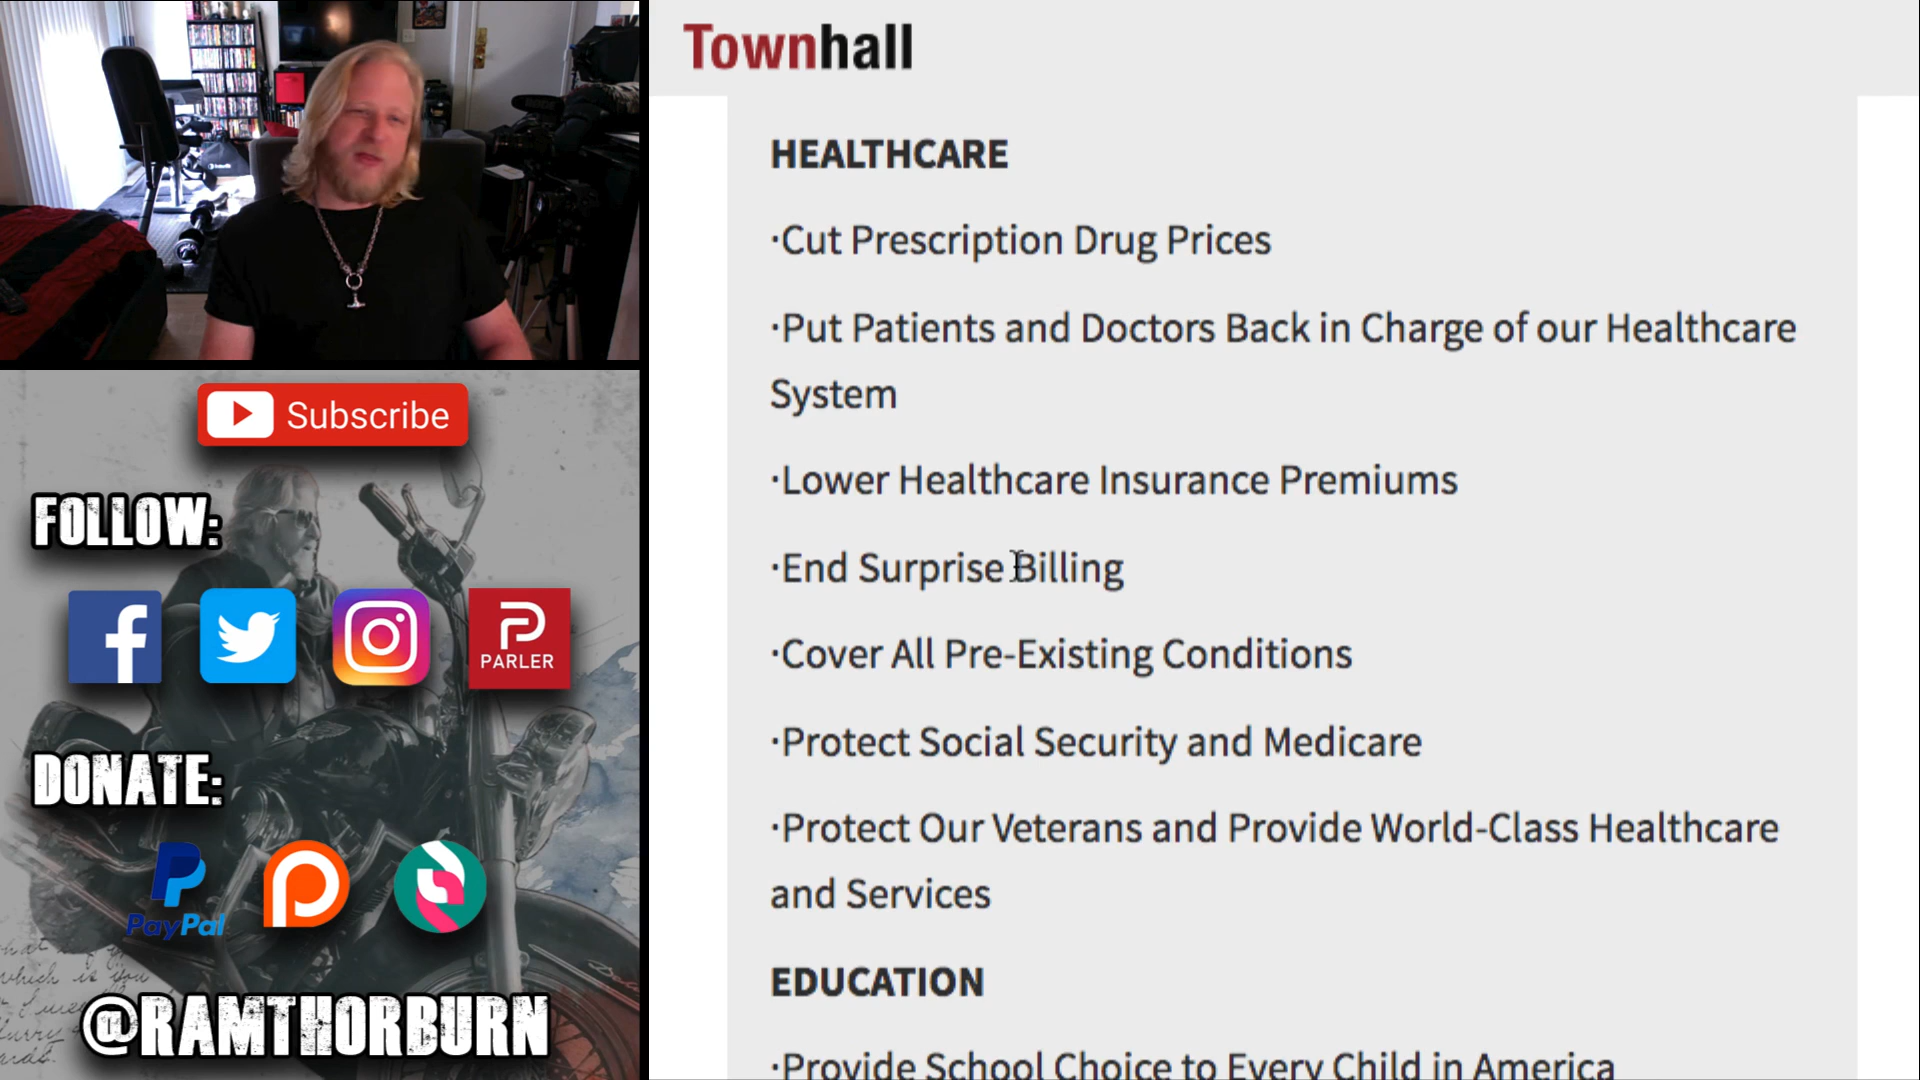 Townhall
HEALTHCARE
·Cut Prescription Drug Prices
·Put Patients and Doctors Back in Charge of our Healthcare
System
·Lower Healthcare Insurance Premiums
·End Surprise Billing
·Cover All Pre-Existing Conditions
·Protect Social Security and Medicare
·Protect Our Veterans and Provide World-Class Healthcare
and Services
EDUCATION
·Provide School Choice to Every Child in America
Subscribe
FOLLOW:
PARLER
DONATE:
PayPal
which is you
@RAMTHORBURN